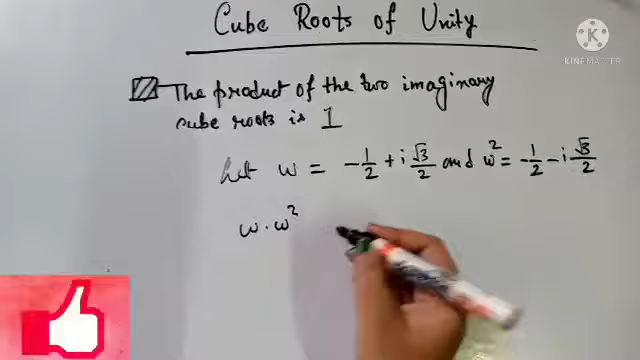 Cube Roots of Unity
The product of the two imaginary
cube roots is 1
Let w = -1/2 + i √3/2 and w² = -1/2 - i √3/2
w · w²
K
KINEMASTER